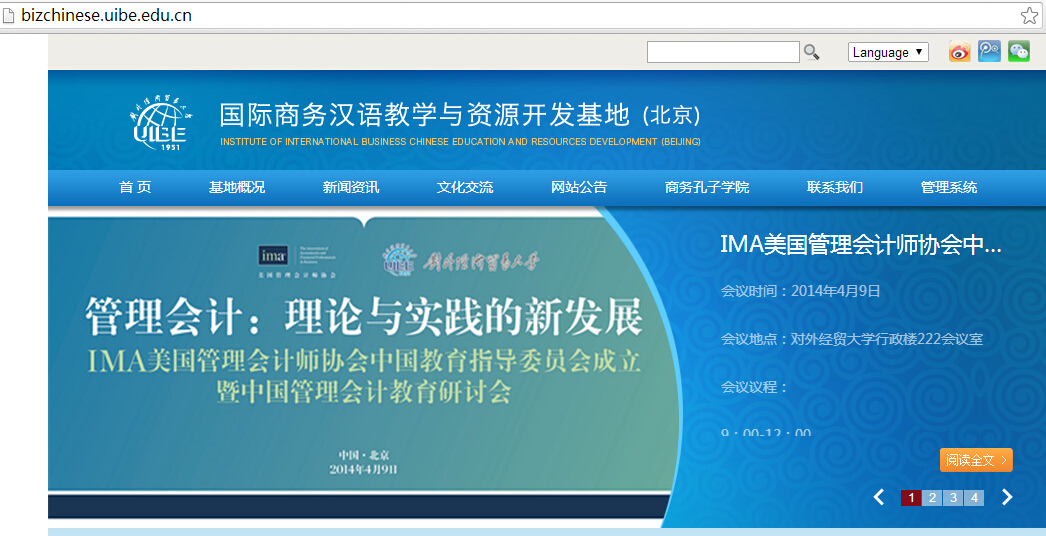 bizchinese.uibe.edu.cn
Language
UIBE
1951
国际商务汉语教学与资源开发基地 (北京)
INSTITUTE OF INTERNATIONAL BUSINESS CHINESE EDUCATION AND RESOURCES DEVELOPMENT (BEIJING)
首 页 基地概况 新闻资讯 文化交流 网站公告 商务孔子学院 联系我们 管理系统
ima
美国管理会计师协会
UIBE 对外经济贸易大学
管理会计：理论与实践的新发展
IMA美国管理会计师协会中国教育指导委员会成立
暨中国管理会计教育研讨会
中国·北京
2014年4月9日
IMA美国管理会计师协会中...
会议时间：2014年4月9日
会议地点：对外经贸大学行政楼222会议室
会议议程：
9：00-12：00
阅读全文
1 2 3 4